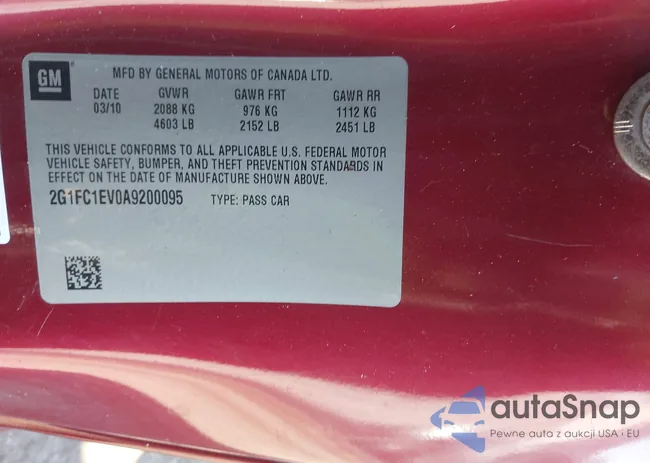 GM
MFD BY GENERAL MOTORS OF CANADA LTD.
DATE GVWR GAWR FRT GAWR RR
03/10 2088 KG 976 KG 1112 KG
4603 LB 2152 LB 2451 LB
THIS VEHICLE CONFORMS TO ALL APPLICABLE U.S. FEDERAL MOTOR
VEHICLE SAFETY, BUMPER, AND THEFT PREVENTION STANDARDS IN
EFFECT ON THE DATE OF MANUFACTURE SHOWN ABOVE.
2G1FC1EV0A9200095 TYPE: PASS CAR
autaSnap
Pewne auta z aukcji USA i EU